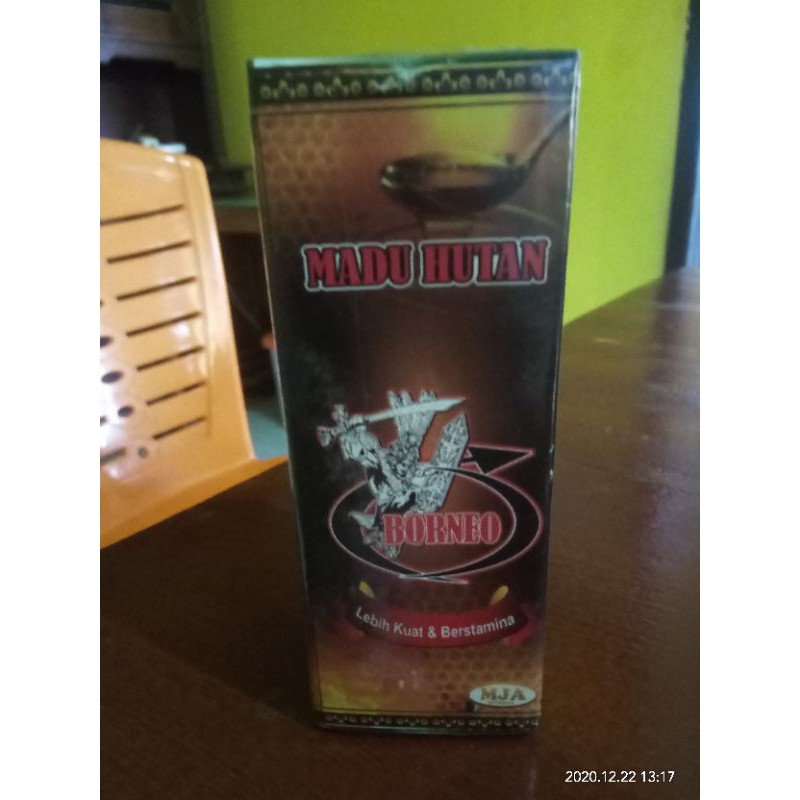 MADU HUTAN
BORNEO
Lebih Kuat & Berstamina
MJA
2020.12.22 13:17